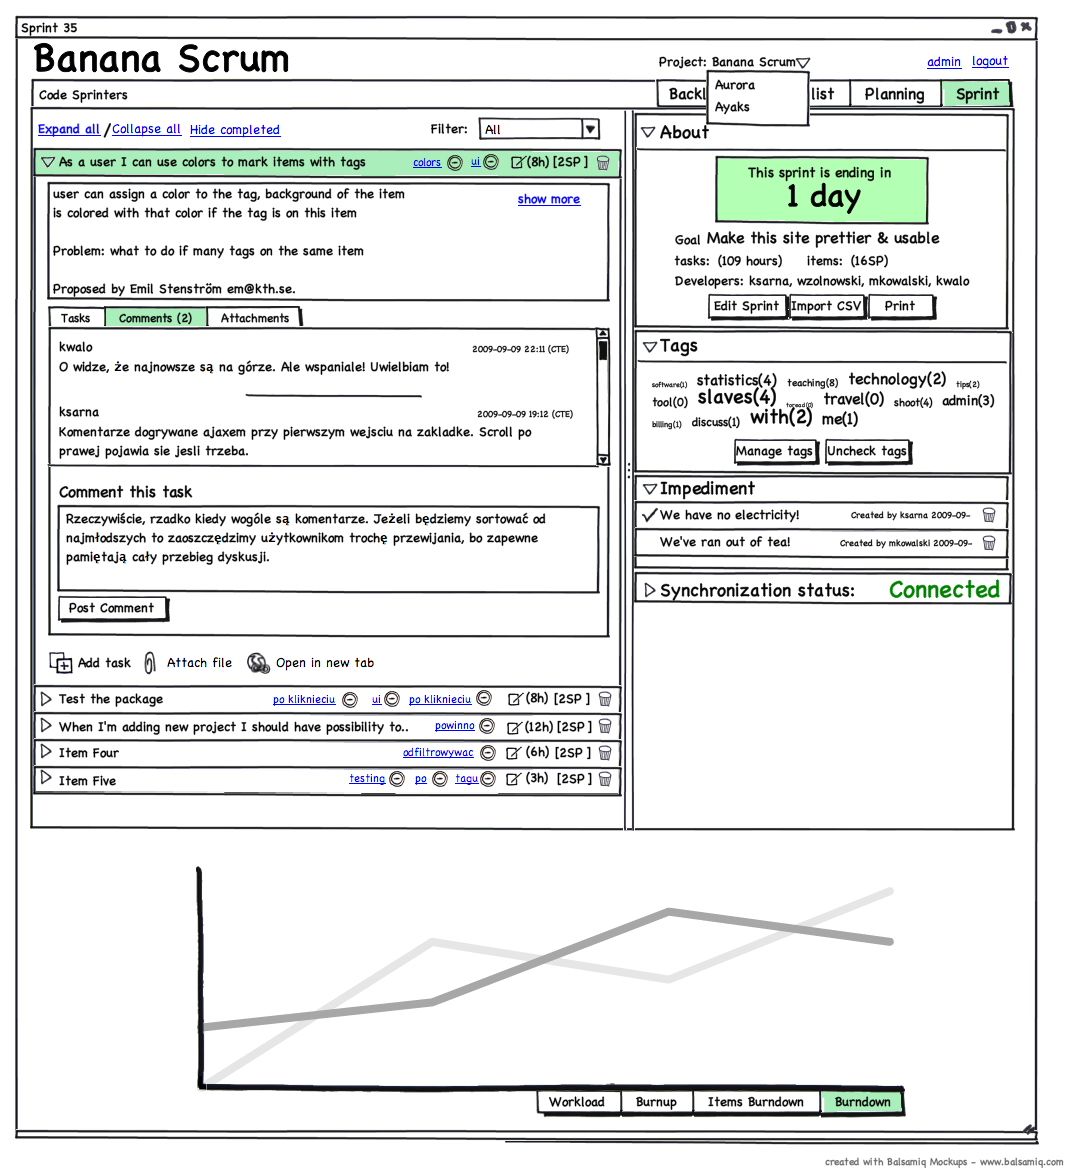 Sprint 35
Banana Scrum
Project: Banana Scrum
admin logout
Aurora
Ayaks
Code Sprinters
Backl list Planning Sprint
Expand all / Collapse all Hide completed
Filter: All
As a user I can use colors to mark items with tags colors ui (8h) [2SP ]
user can assign a color to the tag, background of the item
is colored with that color if the tag is on this item
show more
Problem: what to do if many tags on the same item
Proposed by Emil Stenström em@kth.se.
Tasks Comments (2) Attachments
kwalo 2009-09-09 22:11 (CTE)
O widze, że najnowsze są na górze. Ale wspaniale! Uwielbiam to!
ksarna 2009-09-09 19:12 (CTE)
Komentarze dogrywane ajaxem przy pierwszym wejsciu na zakladke. Scroll po
prawej pojawia sie jesli trzeba.
Comment this task
Rzeczywiście, rzadko kiedy wogóle są komentarze. Jeżeli będziemy sortować od
najmłodszych to zaoszczędzimy użytkownikom trochę przewijania, bo zapewne
pamiętają cały przebieg dyskusji.
Post Comment
Add task Attach file Open in new tab
Test the package po kliknieciu ui po kliknieciu (8h) [2SP ]
When I'm adding new project I should have possibility to.. powinno (12h) [2SP ]
Item Four odfiltrowywac (6h) [2SP ]
Item Five testing po tagu (3h) [2SP ]
About
This sprint is ending in
1 day
Goal Make this site prettier & usable
tasks: (109 hours) items: (16SP)
Developers: ksarna, wzolnowski, mkowalski, kwalo
Edit Sprint Import CSV Print
Tags
software(1) statistics(4) teaching(8) technology(2) tips(2)
tool(0) slaves(4) toread(0) travel(0) shoot(4) admin(3)
billing(1) discuss(1) with(2) me(1)
Manage tags Uncheck tags
Impediment
We have no electricity! Created by ksarna 2009-09-
We've ran out of tea! Created by mkowalski 2009-09-
Synchronization status: Connected
Workload Burnup Items Burndown Burndown
created with Balsamiq Mockups - www.balsamiq.com